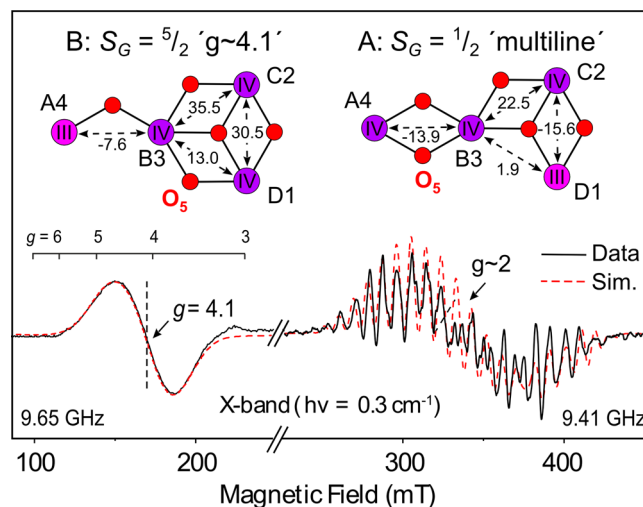 B: S_G = ⁵/₂ ´g~4.1´
A: S_G = ¹/₂ ´multiline´
C2
A4
35.5
III
-7.6
IV
IV
30.5
B3
13.0
IV
O₅
D1
C2
A4
22.5
IV
IV
-13.9
IV
-15.6
B3
1.9
O₅
III
D1
g = 6 5 4 3
g = 4.1
g~2
Data
Sim.
9.65 GHz
X-band ( hν = 0.3 cm⁻¹)
9.41 GHz
100 200 300 400
Magnetic Field (mT)